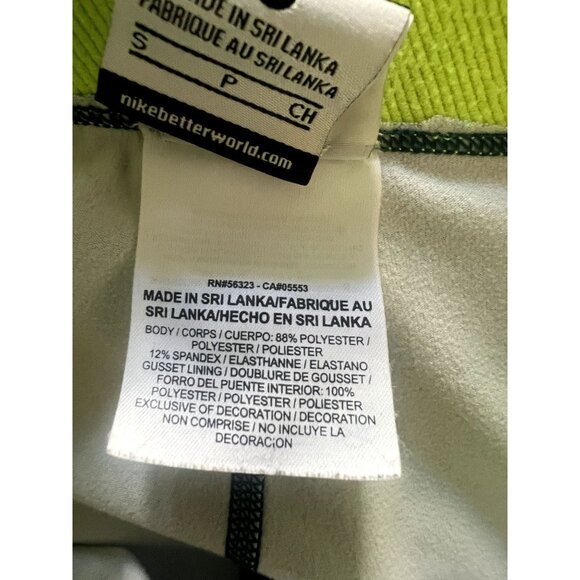 MADE IN SRI LANKA
FABRIQUE AU SRI LANKA
S P CH
nikebetterworld.com
RN#56323 - CA#05553
MADE IN SRI LANKA/FABRIQUE AU
SRI LANKA/HECHO EN SRI LANKA
BODY / CORPS / CUERPO: 88% POLYESTER /
POLYESTER / POLIESTER
12% SPANDEX / ELASTHANNE / ELASTANO
GUSSET LINING / DOUBLURE DE GOUSSET /
FORRO DEL PUENTE INTERIOR: 100%
POLYESTER / POLYESTER / POLIESTER
EXCLUSIVE OF DECORATION / DECORATION
NON COMPRISE / NO INCLUYE LA
DECORACION